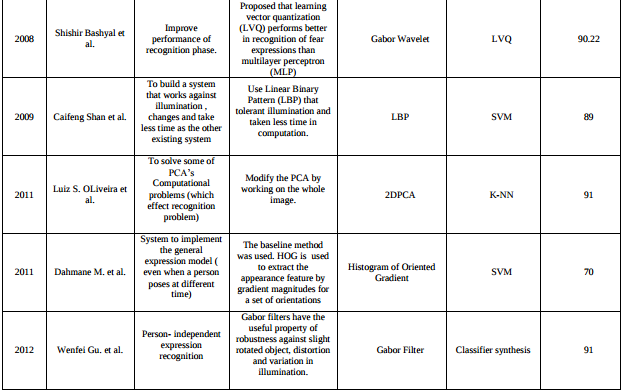 2008
Shishir Bashyal et
al.
Improve
performance of
recognition phase.
Proposed that learning
vector quantization
(LVQ) performs better
in recognition of fear
expressions than
multilayer perceptron
(MLP)
Gabor Wavelet
LVQ
90.22
2009
Caifeng Shan et al.
To build a system
that works against
illumination ,
changes and take
less time as the other
existing system
Use Linear Binary
Pattern (LBP) that
tolerant illumination and
taken less time in
computation.
LBP
SVM
89
2011
Luiz S. OLiveira et
al.
To solve some of
PCA's
Computational
problems (which
effect recognition
problem)
Modify the PCA by
working on the whole
image.
2DPCA
K-NN
91
2011
Dahmane M. et al.
System to implement
the general
expression model (
even when a person
poses at different
time)
The baseline method
was used. HOG is used
to extract the
appearance feature by
gradient magnitudes for
a set of orientations
Histogram of Oriented
Gradient
SVM
70
2012
Wenfei Gu. et al.
Person- independent
expression
recognition
Gabor filters have the
useful property of
robustness against slight
rotated object, distortion
and variation in
illumination.
Gabor Filter
Classifier synthesis
91